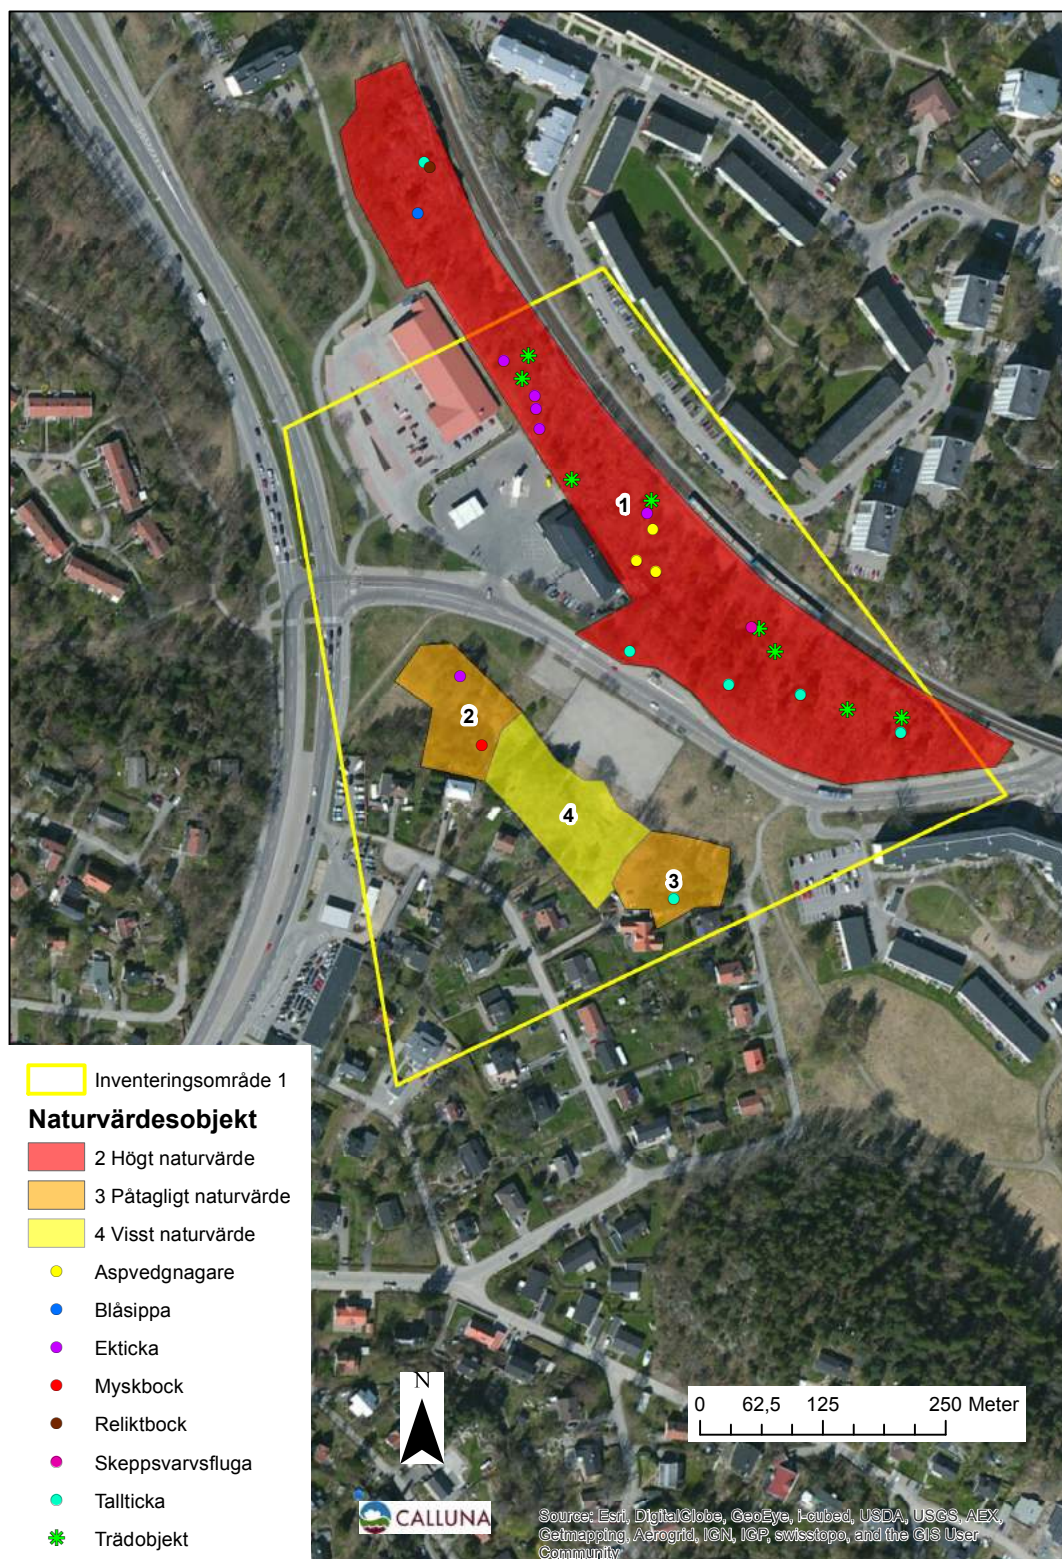 1
2
4
3
Inventeringsområde 1
Naturvärdesobjekt
2 Högt naturvärde
3 Påtagligt naturvärde
4 Visst naturvärde
Aspvedgnagare
Blåsippa
Ekticka
Myskbock
Reliktbock
Skeppsvarvsfluga
Tallticka
Trädobjekt
N
0 62,5 125 250 Meter
CALLUNA
Source: Esri, DigitalGlobe, GeoEye, i-cubed, USDA, USGS, AEX,
Getmapping, Aerogrid, IGN, IGP, swisstopo, and the GIS User
Community